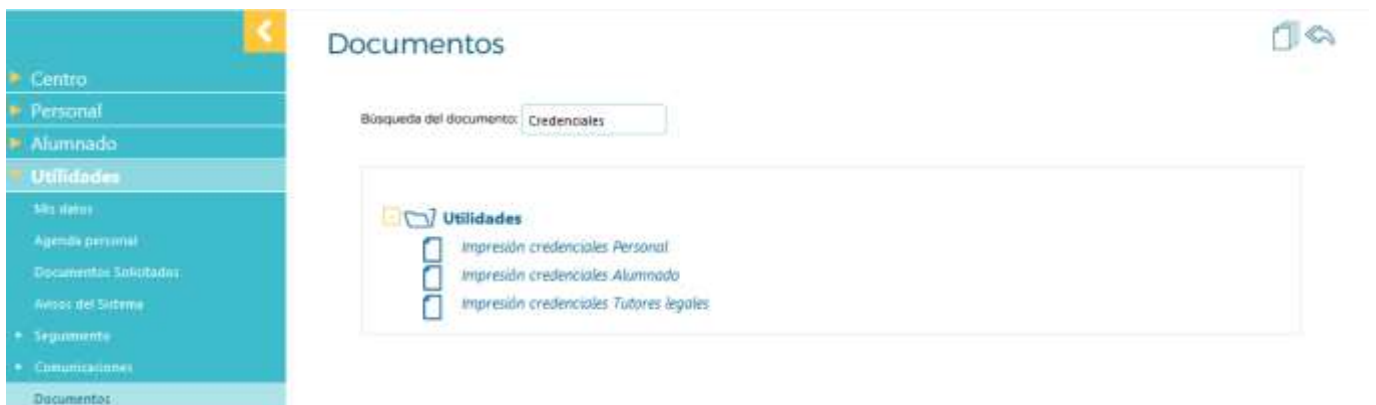 Documentos
Centro
Personal
Alumnado
Utilidades
Mis datos
Agenda personal
Documentos Solicitados
Avisos del Sistema
Seguimiento
Comunicaciones
Documentos
Búsqueda del documento: Credenciales
Utilidades
Impresión credenciales Personal
Impresión credenciales Alumnado
Impresión credenciales Tutores legales